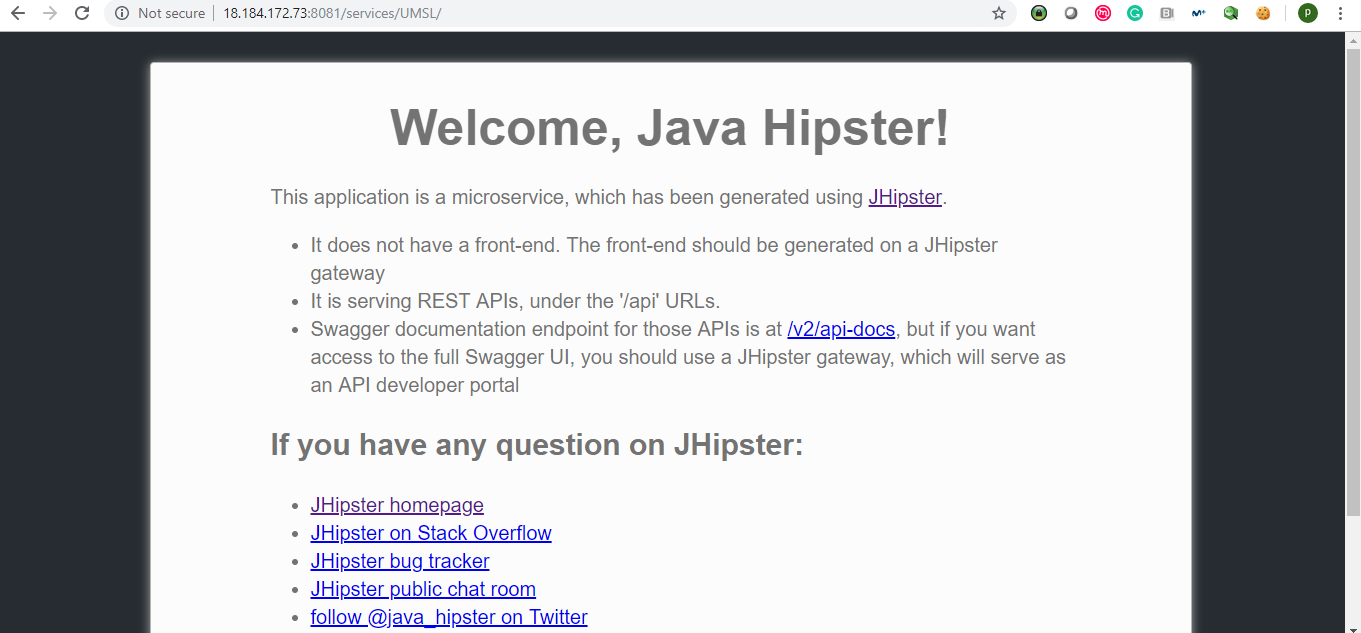 Not secure | 18.184.172.73:8081/services/UMSL/
P
Welcome, Java Hipster!
This application is a microservice, which has been generated using JHipster.
• It does not have a front-end. The front-end should be generated on a JHipster
gateway
• It is serving REST APIs, under the '/api' URLs.
• Swagger documentation endpoint for those APIs is at /v2/api-docs, but if you want
access to the full Swagger UI, you should use a JHipster gateway, which will serve as
an API developer portal
If you have any question on JHipster:
• JHipster homepage
• JHipster on Stack Overflow
• JHipster bug tracker
• JHipster public chat room
• follow @java_hipster on Twitter